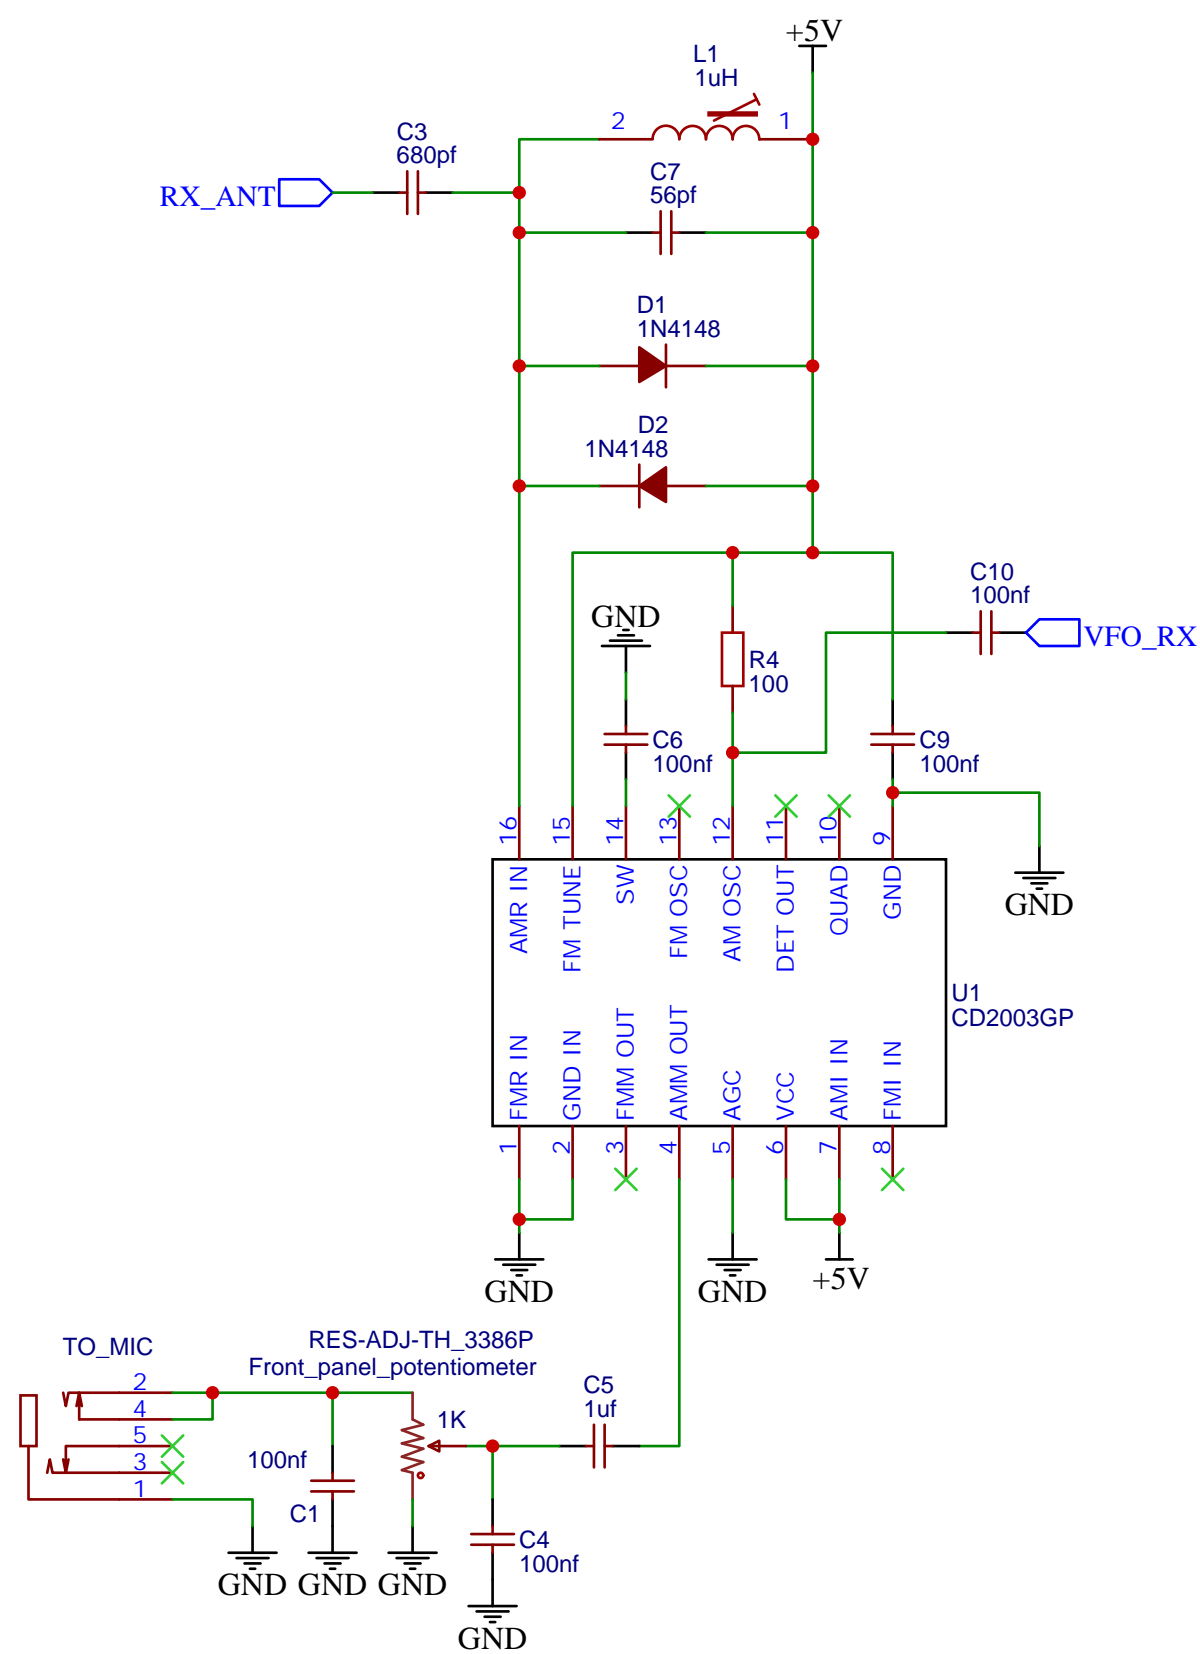 +5V
L1
1uH
2
1
C3
680pf
RX_ANT
C7
56pf
D1
1N4148
D2
1N4148
C10
100nf
VFO_RX
GND
R4
100
C6
100nf
C9
100nf
16
15
14
13
12
11
10
9
GND
AMR IN
FM TUNE
SW
FM OSC
AM OSC
DET OUT
QUAD
GND
U1
CD2003GP
FMR IN
GND IN
FMM OUT
AMM OUT
AGC
VCC
AMI IN
FMI IN
1
2
3
4
5
6
7
8
GND
GND
+5V
TO_MIC
RES-ADJ-TH_3386P
Front_panel_potentiometer
2
4
5
3
1
1K
C5
1uf
100nf
C1
C4
100nf
GND
GND
GND
GND